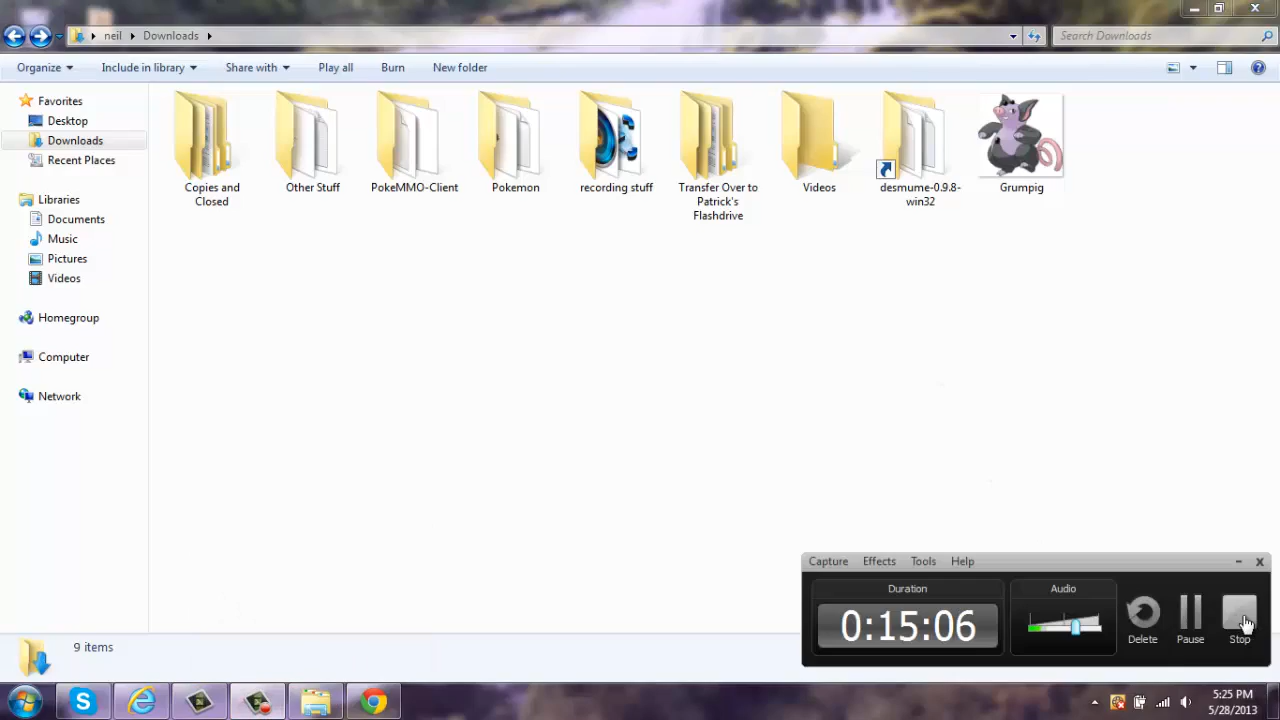 neil Downloads
Search Downloads
Organize Include in library Share with Play all Burn New folder
Favorites
Desktop
Downloads
Recent Places
Libraries
Documents
Music
Pictures
Videos
Homegroup
Computer
Network
Copies and
Closed
Other Stuff
PokeMMO-Client
Pokemon
recording stuff
Transfer Over to
Patrick's
Flashdrive
Videos
desmume-0.9.8-
win32
Grumpig
Capture Effects Tools Help
Duration
0:15:06
Audio
Delete
Pause
Stop
9 items
5:25 PM
5/28/2013